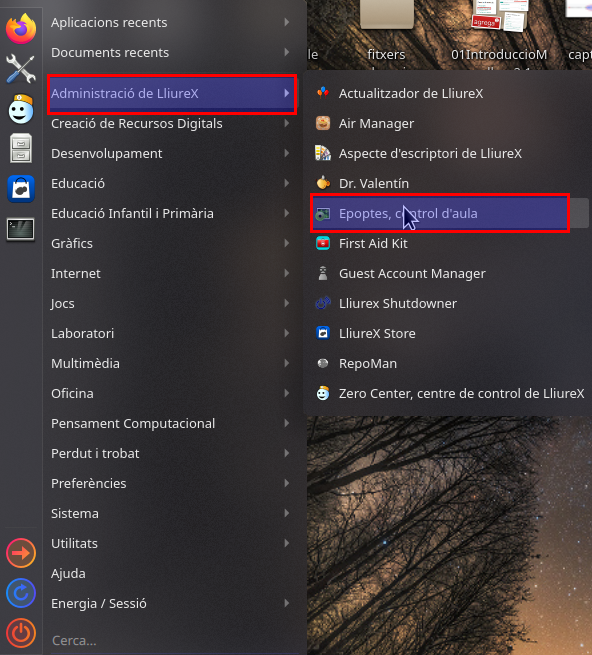 Aplicacions recents
Documents recents
Administració de LliureX
Creació de Recursos Digitals
Desenvolupament
Educació
Educació Infantil i Primària
Gràfics
Internet
Jocs
Laboratori
Multimèdia
Oficina
Pensament Computacional
Perdut i trobat
Preferències
Sistema
Utilitats
Ajuda
Energia / Sessió
Cerca...
le
fitxers
01IntroduccioM
capt
agrega
Actualitzador de LliureX
Air Manager
Aspecte d'escriptori de LliureX
Dr. Valentín
Epoptes, control d'aula
First Aid Kit
Guest Account Manager
Lliurex Shutdowner
LliureX Store
RepoMan
Zero Center, centre de control de LliureX